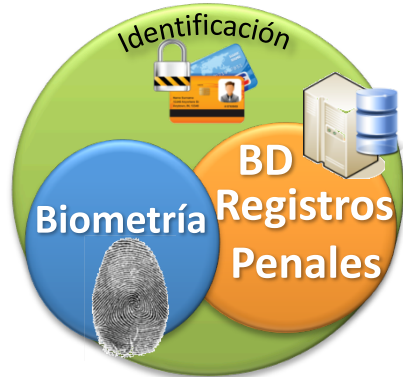 Identificación
BD
Registros
Penales
Biometría